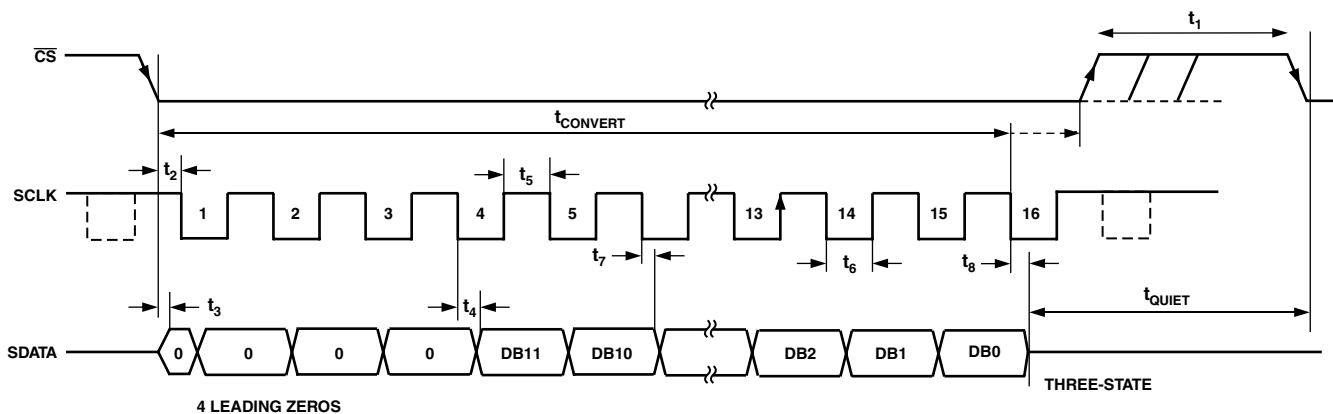 t1
CS
tCONVERT
t2
t5
SCLK
1 2 3 4 5 13 14 15 16
t7
t6
t8
t3
t4
tQUIET
SDATA
0 0 0 0 DB11 DB10 DB2 DB1 DB0
THREE-STATE
4 LEADING ZEROS